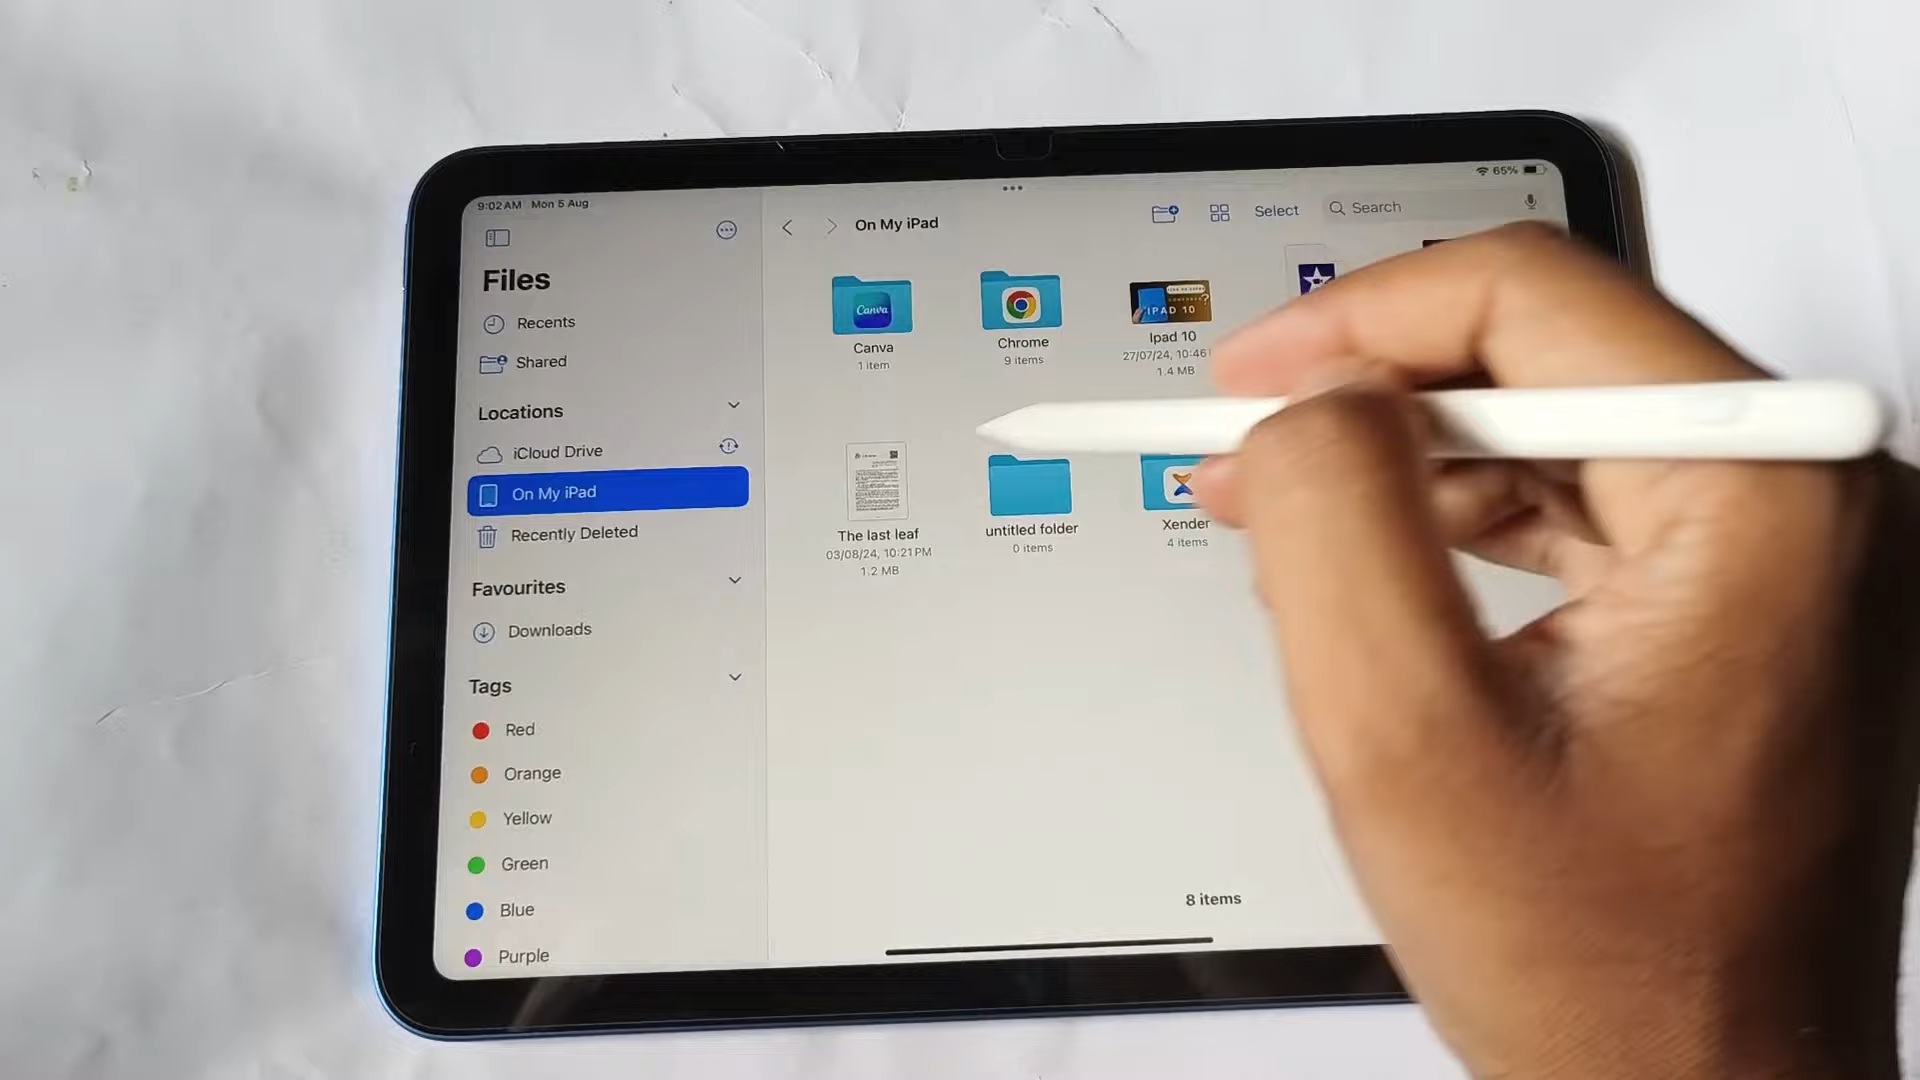 9:02 AM Mon 5 Aug
65%
Files
Recents
Shared
Locations
iCloud Drive
On My iPad
Recently Deleted
Favourites
Downloads
Tags
Red
Orange
Yellow
Green
Blue
Purple
On My iPad
Select
Search
Canva
Canva
1 item
Chrome
9 items
IPAD 10
Ipad 10
27/07/24, 10:46
1.4 MB
The last leaf
03/08/24, 10:21 PM
1.2 MB
untitled folder
0 items
Xender
4 items
8 items